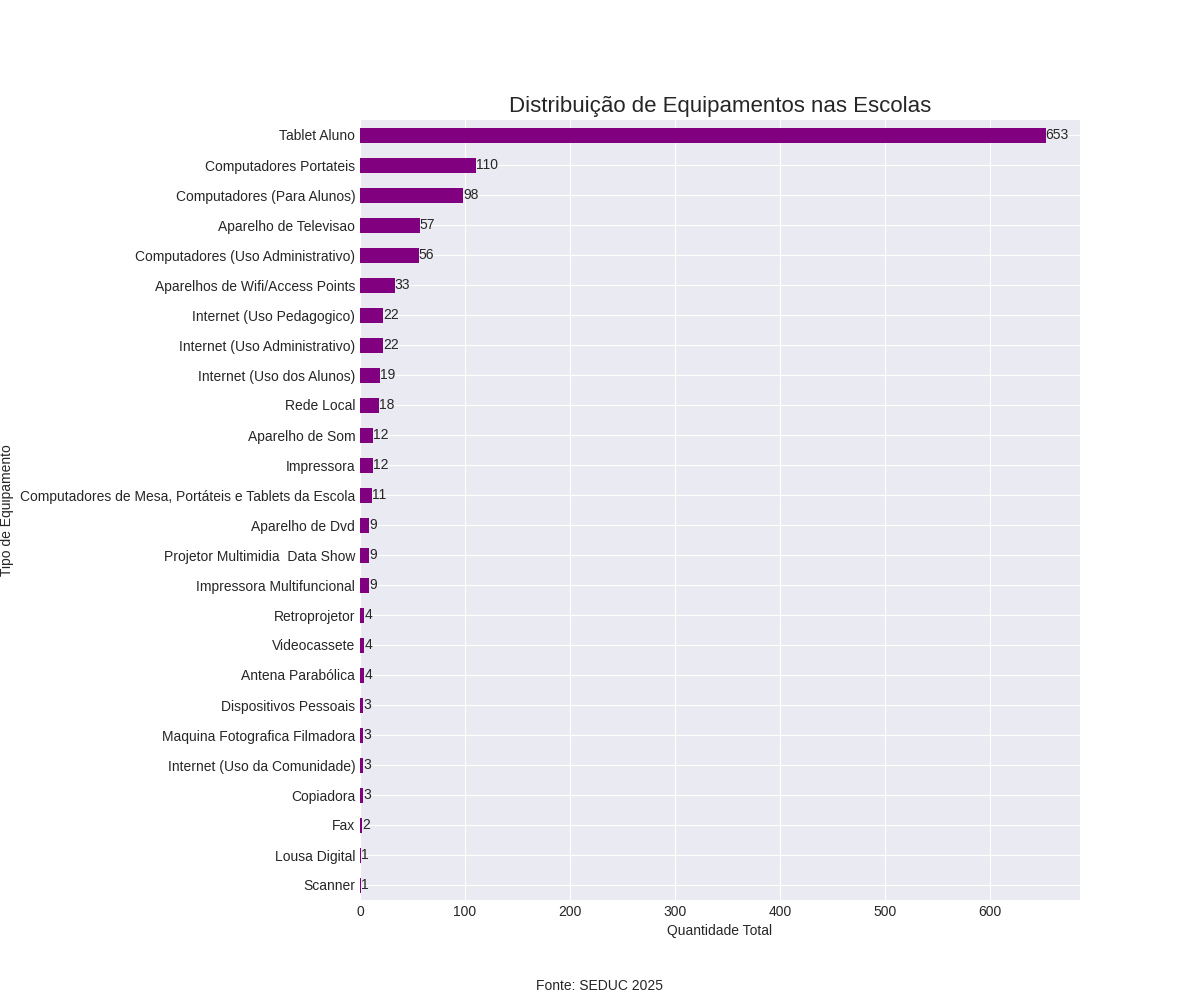 Distribuição de Equipamentos nas Escolas
Tablet Aluno 653
Computadores Portateis 110
Computadores (Para Alunos) 98
Aparelho de Televisao 57
Computadores (Uso Administrativo) 56
Aparelhos de Wifi/Access Points 33
Internet (Uso Pedagogico) 22
Internet (Uso Administrativo) 22
Internet (Uso dos Alunos) 19
Rede Local 18
Aparelho de Som 12
Impressora 12
Computadores de Mesa, Portáteis e Tablets da Escola 11
Aparelho de Dvd 9
Projetor Multimidia  Data Show 9
Impressora Multifuncional 9
Retroprojetor 4
Videocassete 4
Antena Parabólica 4
Dispositivos Pessoais 3
Maquina Fotografica Filmadora 3
Internet (Uso da Comunidade) 3
Copiadora 3
Fax 2
Lousa Digital 1
Scanner 1
Tipo de Equipamento
0 100 200 300 400 500 600
Quantidade Total
Fonte: SEDUC 2025